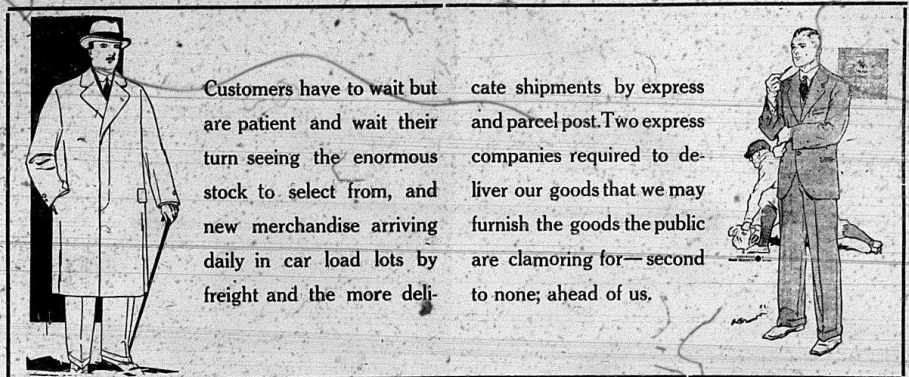 Customers have to wait but
are patient and wait their
turn seeing the enormous
stock to select from, and
new merchandise arriving
daily in car load lots by
freight and the more deli-
cate shipments by express
and parcel post. Two express
companies required to de-
liver our goods that we may
furnish the goods the public
are clamoring for—second
to none; ahead of us.